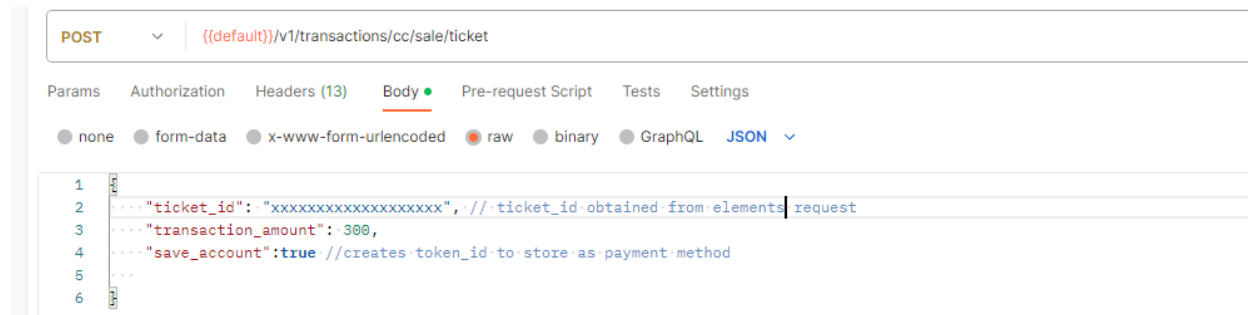 POST {{default}}/v1/transactions/cc/sale/ticket
Params Authorization Headers (13) Body Pre-request Script Tests Settings
none form-data x-www-form-urlencoded raw binary GraphQL JSON
1 {
2 "ticket_id": "xxxxxxxxxxxxxxxxxxx", // ticket_id obtained from elements request
3 "transaction_amount": 300,
4 "save_account":true //creates token_id to store as payment method
5
6 }